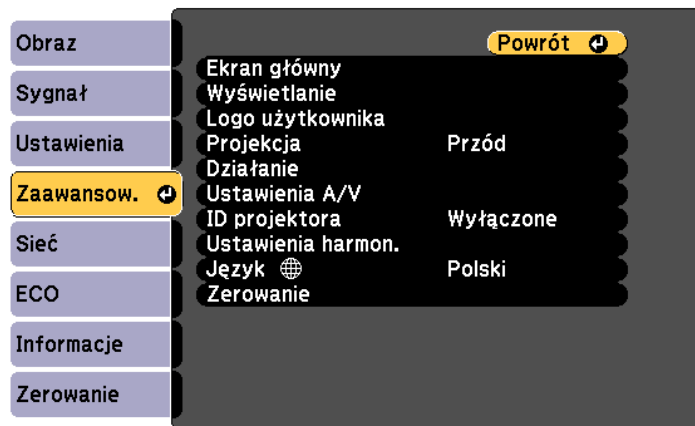 Obraz
Sygnał
Ustawienia
Zaawansow.
Sieć
ECO
Informacje
Zerowanie
Powrót
Ekran główny
Wyświetlanie
Logo użytkownika
Projekcja Przód
Działanie
Ustawienia A/V
ID projektora Wyłączone
Ustawienia harmon.
Język Polski
Zerowanie